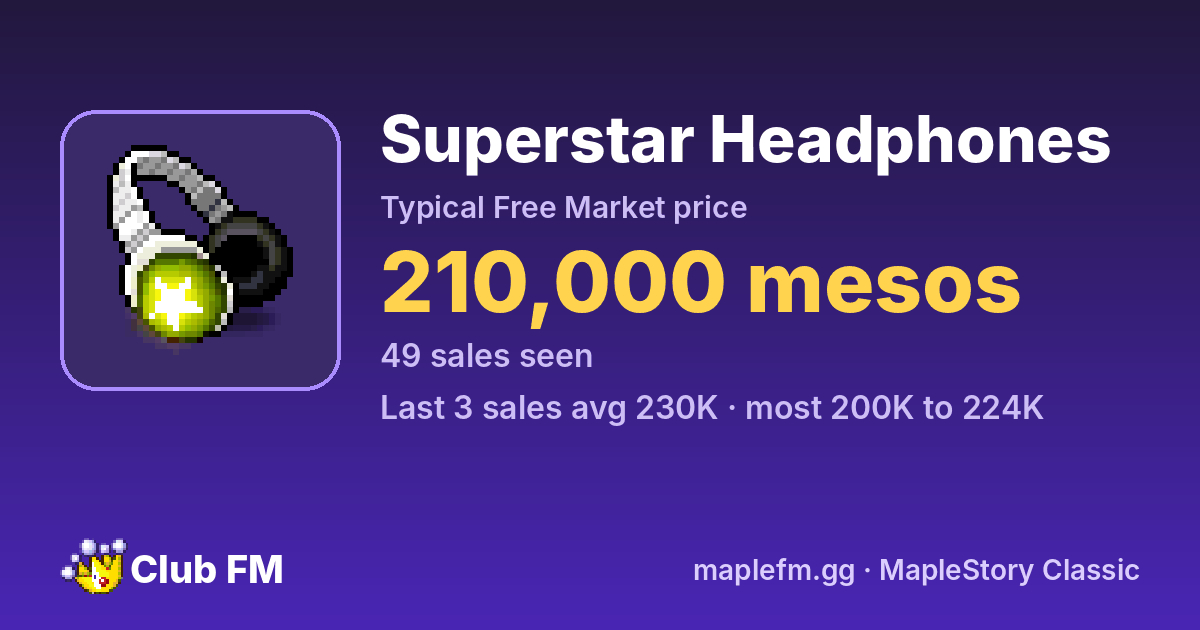 Superstar Headphones
Typical Free Market price
210,000 mesos
49 sales seen
Last 3 sales avg 230K · most 200K to 224K
Club FM
maplefm.gg · MapleStory Classic